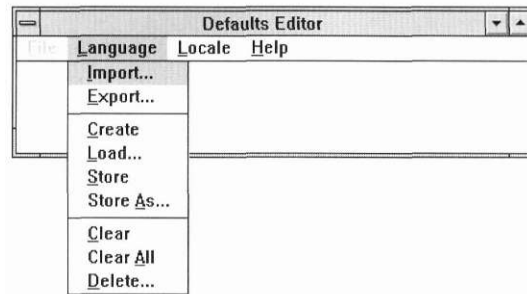 Defaults Editor
File Language Locale Help
Import...
Export...
Create
Load...
Store
Store As...
Clear
Clear All
Delete...